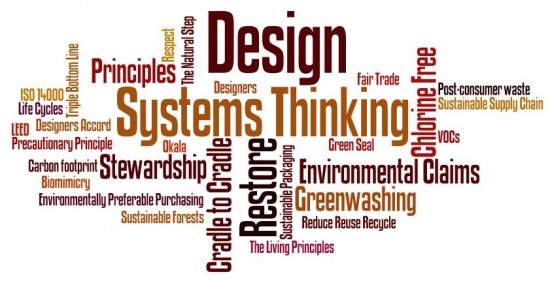 Design
Respect
The Natural Step
Principles
Triple Bottom Line
Fair Trade
Chlorine Free
Designers
ISO 14000
Life Cycles
Systems Thinking
Post-consumer waste
Sustainable Supply Chain
LEED
Designers Accord
Precautionary Principle
Okala
Green Seal
VOCs
Carbon footprint
Stewardship
Cradle to Cradle
Restore
Sustainable Packaging
Environmental Claims
Biomimicry
Environmentally Preferable Purchasing
Greenwashing
Sustainable Forests
Reduce Reuse Recycle
The Living Principles